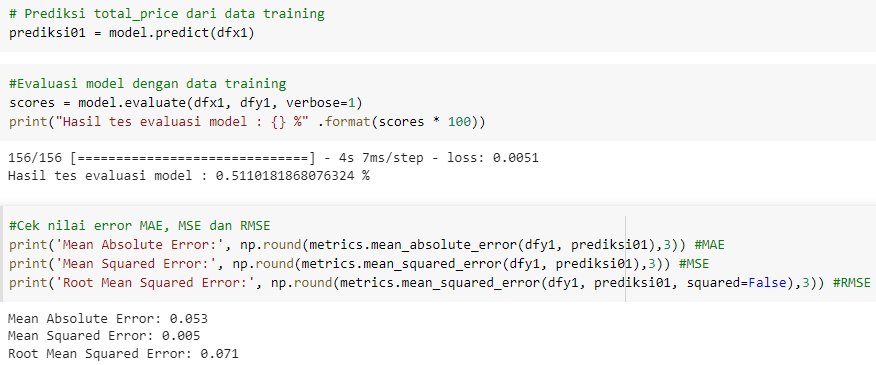 # Prediksi total_price dari data training
prediksi01 = model.predict(dfx1)
#Evaluasi model dengan data training
scores = model.evaluate(dfx1, dfy1, verbose=1)
print("Hasil tes evaluasi model : {} %" .format(scores * 100))
156/156 [==============================] - 4s 7ms/step - loss: 0.0051
Hasil tes evaluasi model : 0.5110181868076324 %
#Cek nilai error MAE, MSE dan RMSE
print('Mean Absolute Error:', np.round(metrics.mean_absolute_error(dfy1, prediksi01),3)) #MAE
print('Mean Squared Error:', np.round(metrics.mean_squared_error(dfy1, prediksi01),3)) #MSE
print('Root Mean Squared Error:', np.round(metrics.mean_squared_error(dfy1, prediksi01, squared=False),3)) #RMSE
Mean Absolute Error: 0.053
Mean Squared Error: 0.005
Root Mean Squared Error: 0.071